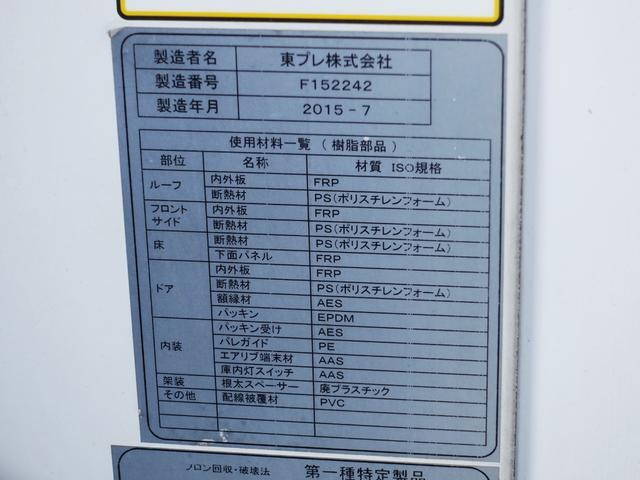 製造者名 東プレ株式会社
製造番号 F152242
製造年月 2015-7
使用材料一覧（樹脂部品）
部位 名称 材質 ISO規格
ルーフ 内外板 FRP
断熱材 PS(ポリスチレンフォーム)
フロント サイド 内外板 FRP
断熱材 PS(ポリスチレンフォーム)
床 断熱材 PS(ポリスチレンフォーム)
下面パネル FRP
ドア 内外板 FRP
断熱材 PS(ポリスチレンフォーム)
額縁材 AES
パッキン EPDM
内装 パッキン受け AES
パレガイド PE
エアリブ端末材 AAS
庫内灯スイッチ AAS
架装 根太スペーサー 廃プラスチック
その他 配線被覆材 PVC
フロン回収・破壊法 第一種特定製品